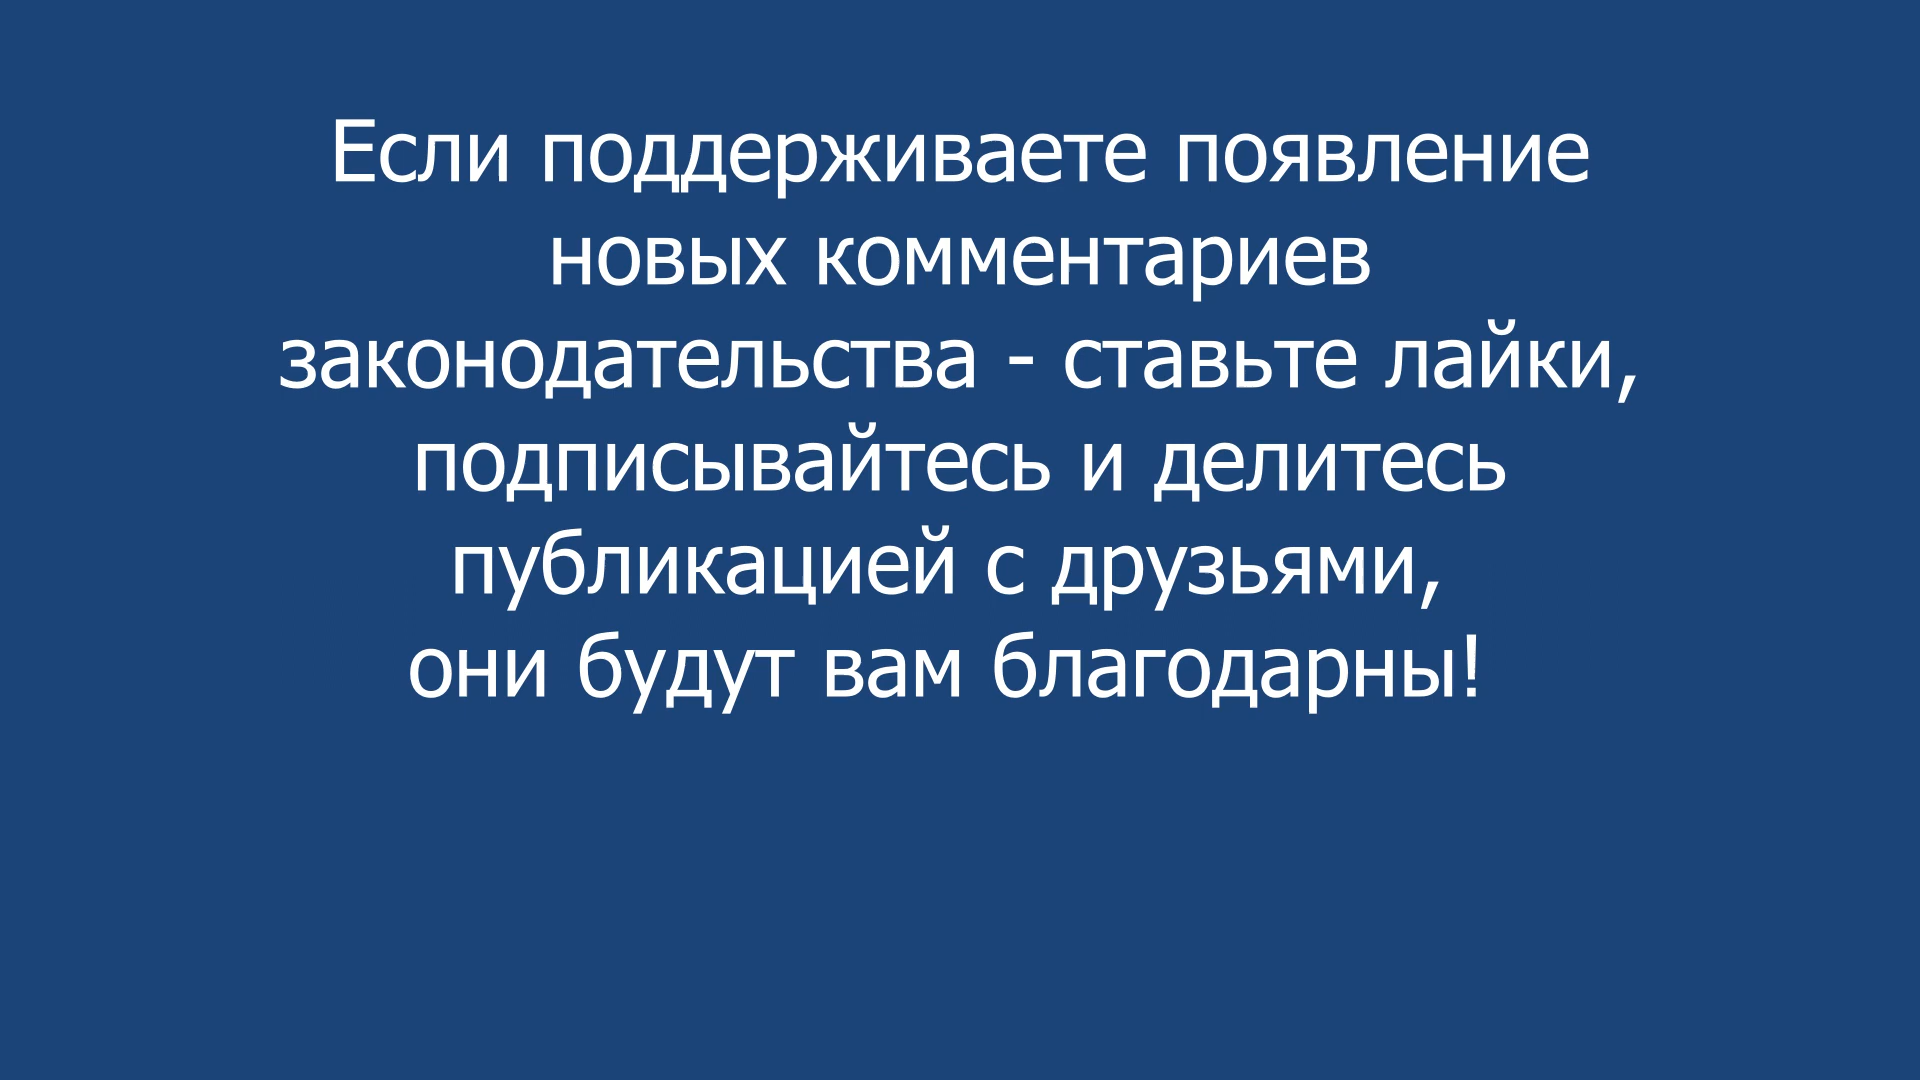 Если поддерживаете появление
новых комментариев
законодательства - ставьте лайки,
подписывайтесь и делитесь
публикацией с друзьями,
они будут вам благодарны!